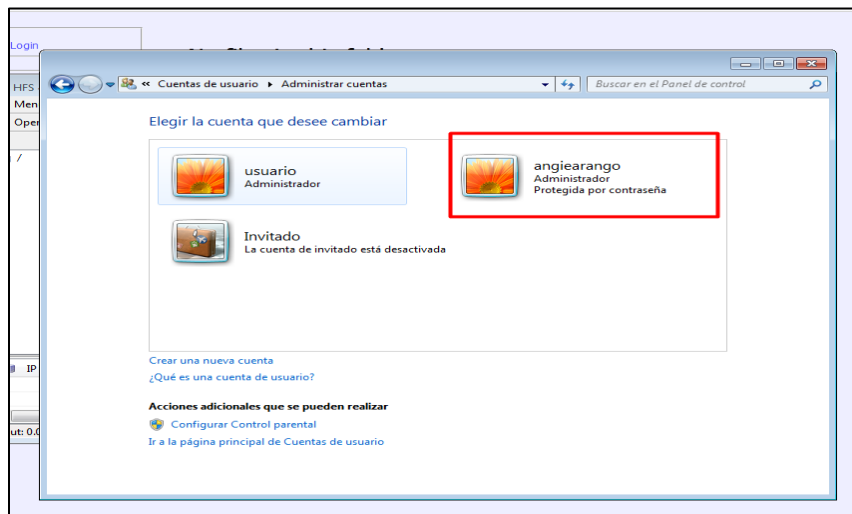 Login
HFS
Men
Oper
/
IP
ut: 0.0
« Cuentas de usuario ▸ Administrar cuentas
Buscar en el Panel de control
Elegir la cuenta que desee cambiar
usuario
Administrador
angiearango
Administrador
Protegida por contraseña
Invitado
La cuenta de invitado está desactivada
Crear una nueva cuenta
¿Qué es una cuenta de usuario?
Acciones adicionales que se pueden realizar
Configurar Control parental
Ir a la página principal de Cuentas de usuario